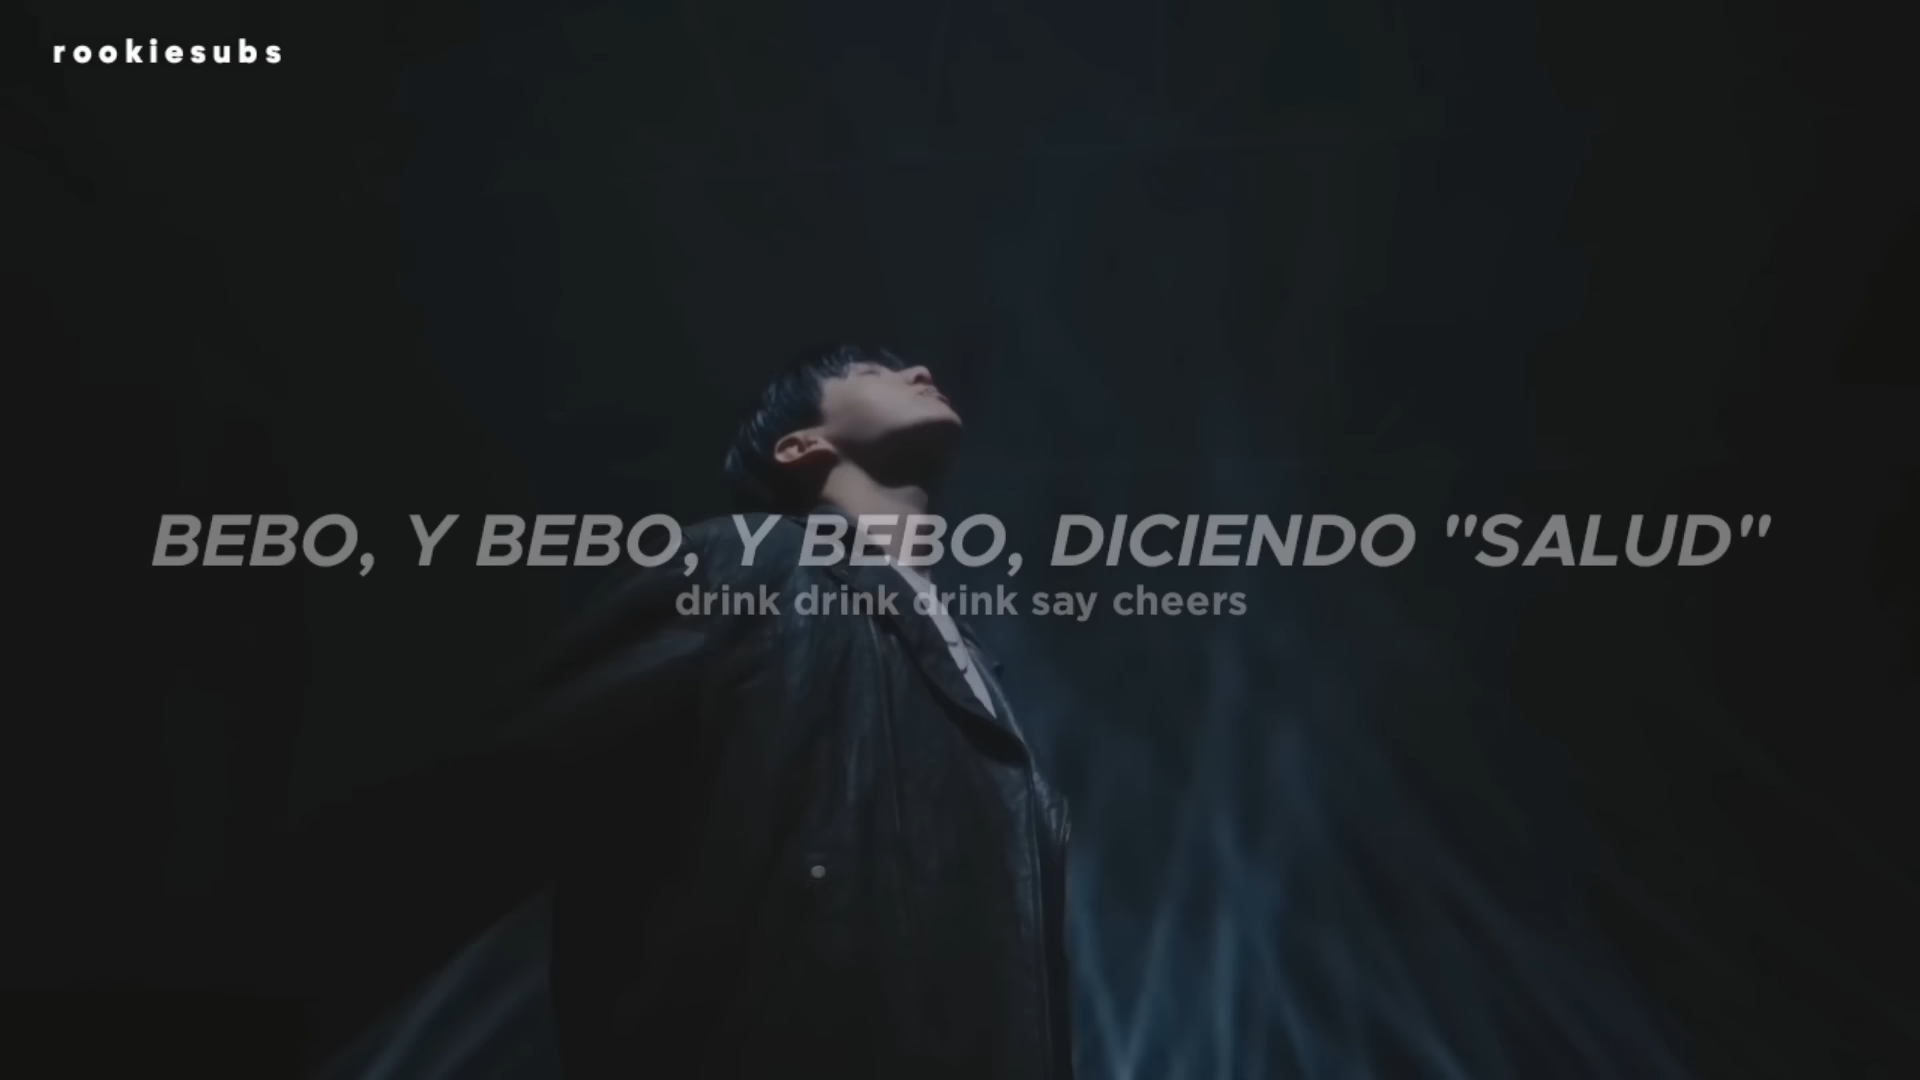 rookiesubs
BEBO, Y BEBO, Y BEBO, DICIENDO "SALUD"
drink drink drink say cheers